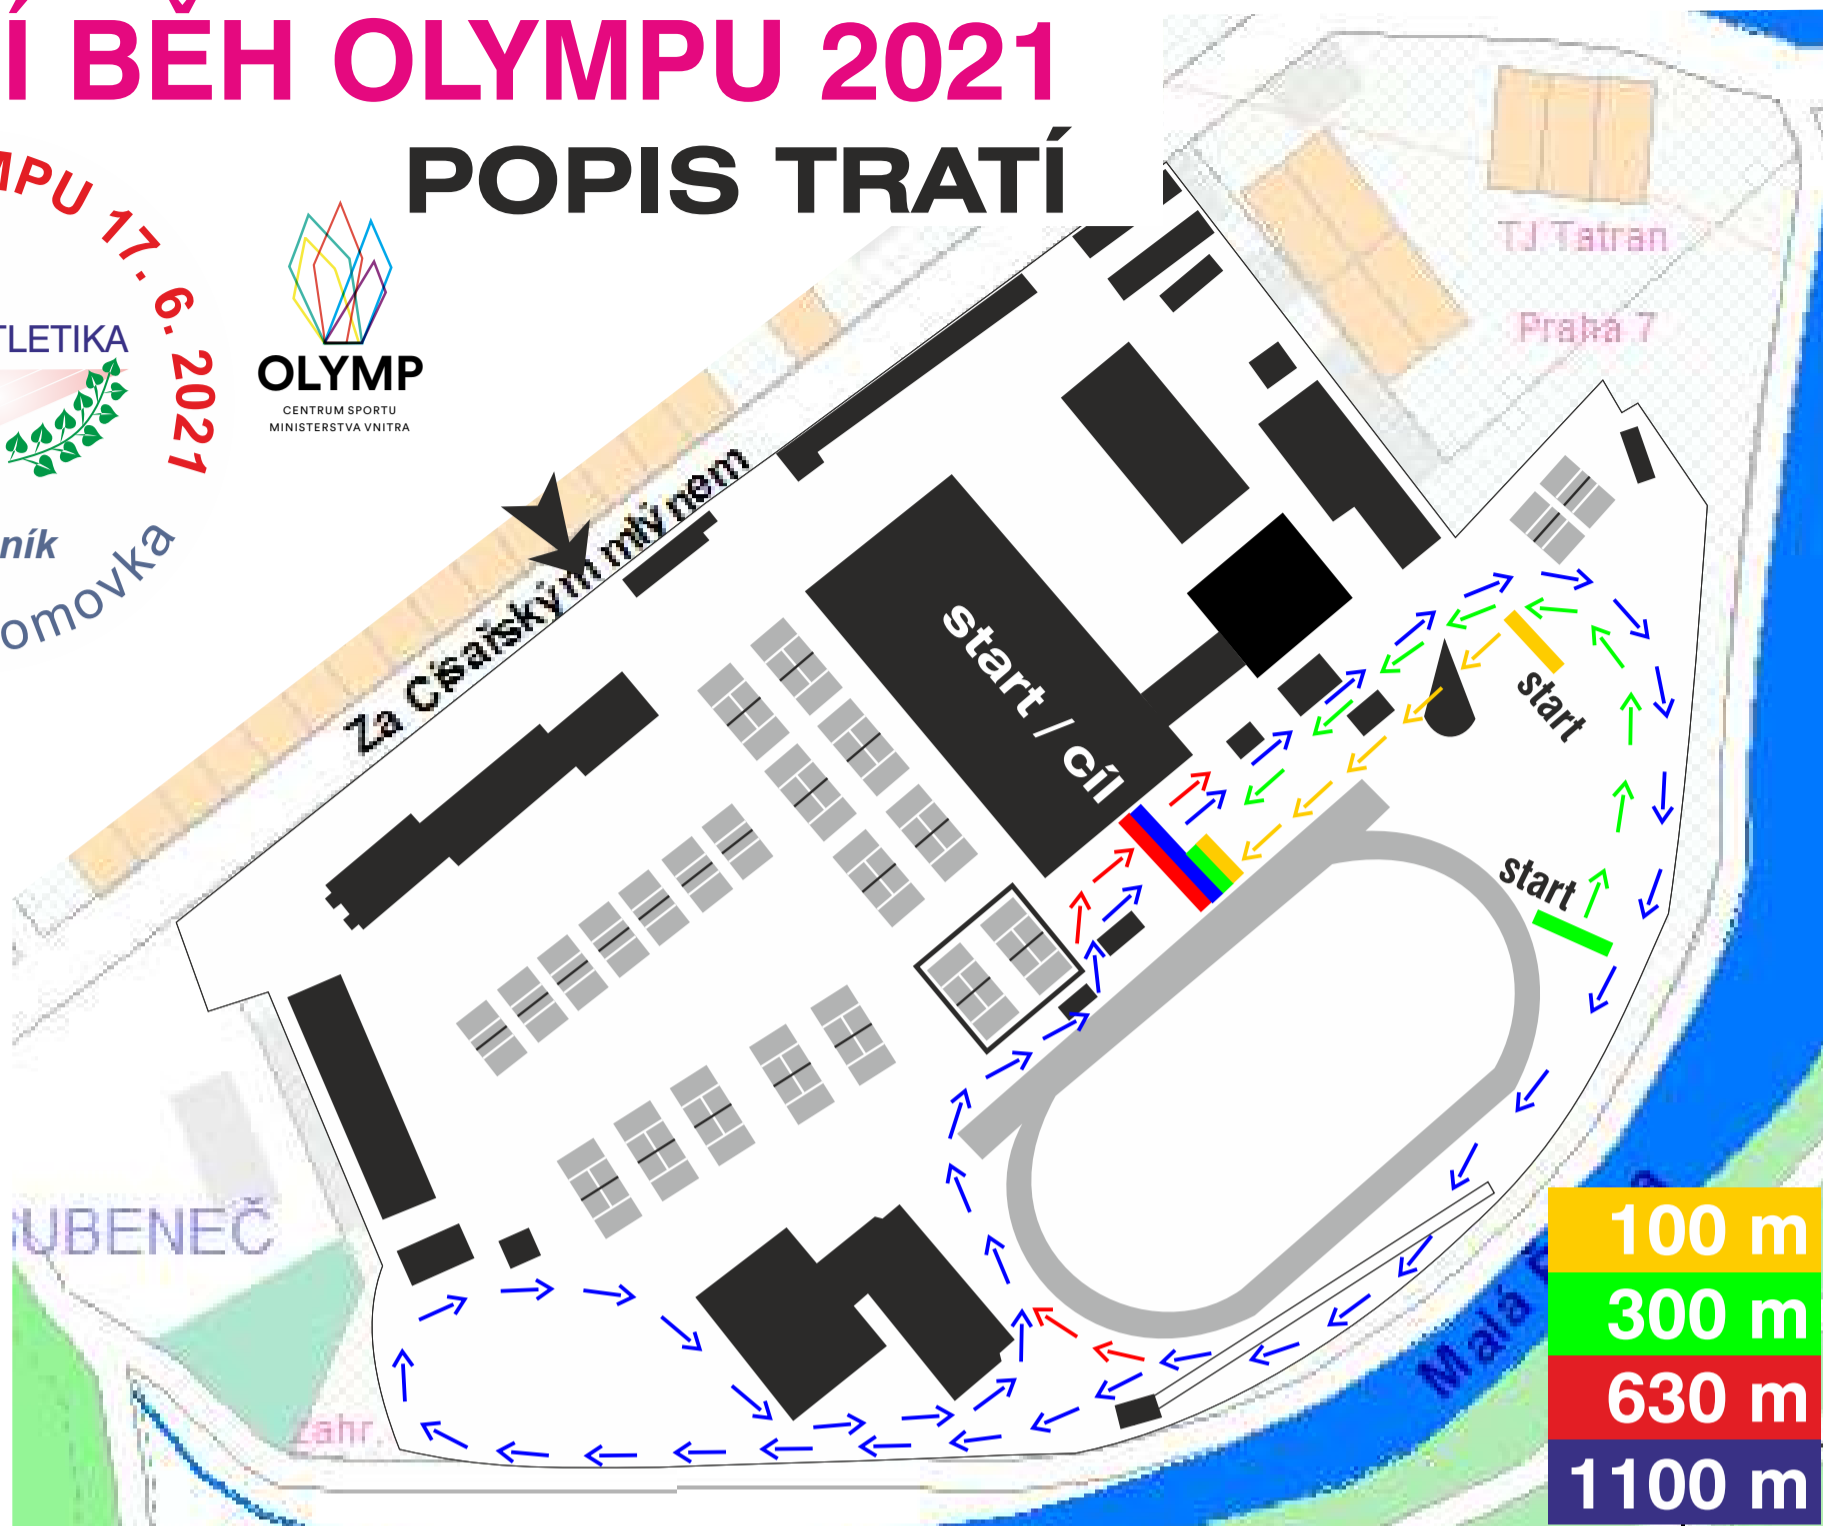 Í BĚH OLYMPU 2021
POPIS TRATÍ
MPU 17. 6. 2021
TLETIKA
ník
omovka
OLYMP
CENTRUM SPORTU
MINISTERSTVA VNITRA
TJ Tatran
Praha 7
Za Císařským mlýnem
start / cíl
start
start
UBENEČ
zahr.
Malá
100 m
300 m
630 m
1100 m